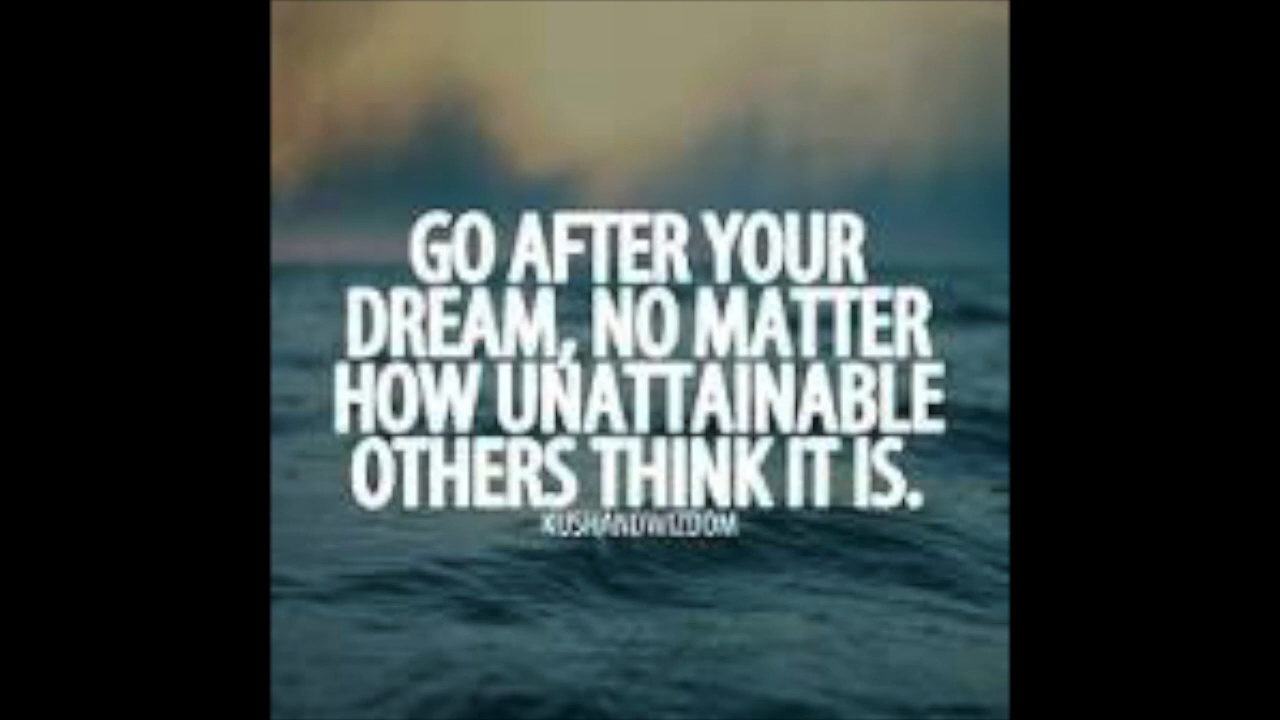 GO AFTER YOUR
DREAM, NO MATTER
HOW UNATTAINABLE
OTHERS THINK IT IS.
KUSHANDWIZDOM